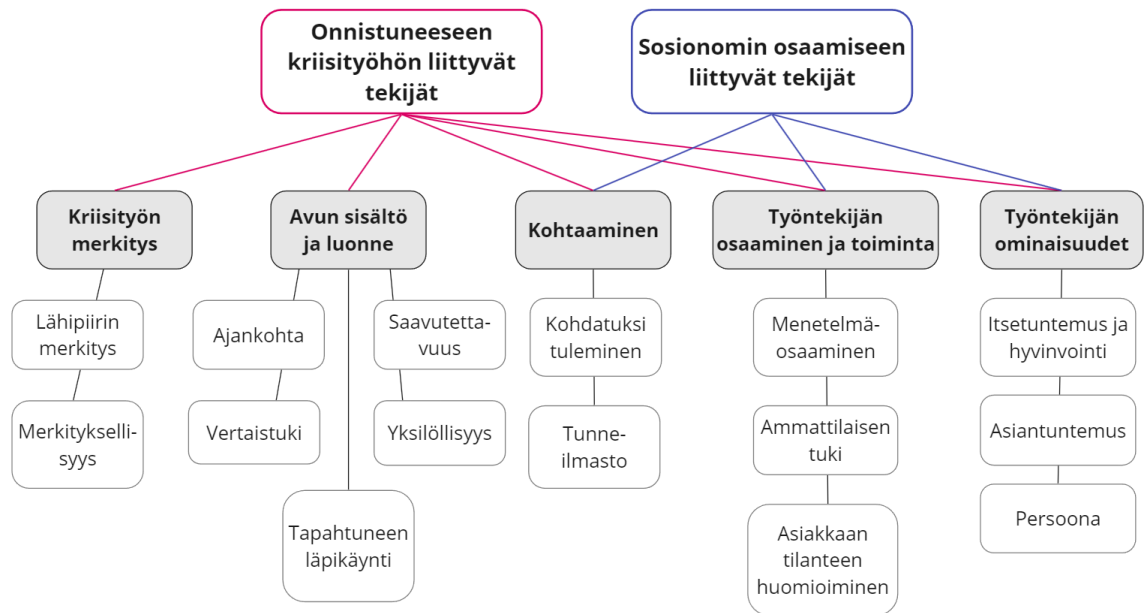 Onnistuneeseen
kriisityöhön liittyvät
tekijät
Sosionomin osaamiseen
liittyvät tekijät
Kriisityön
merkitys
Avun sisältö
ja luonne
Kohtaaminen
Työntekijän
osaaminen ja toiminta
Työntekijän
ominaisuudet
Lähipiirin
merkitys
Merkitykselli-
syys
Ajankohta
Vertaistuki
Saavutetta-
vuus
Yksilöllisyys
Tapahtuneen
läpikäynti
Kohdatuksi
tuleminen
Tunne-
ilmasto
Menetelmä-
osaaminen
Ammattilaisen
tuki
Asiakkaan
tilanteen
huomioiminen
Itsetuntemus ja
hyvinvointi
Asiantuntemus
Persoona